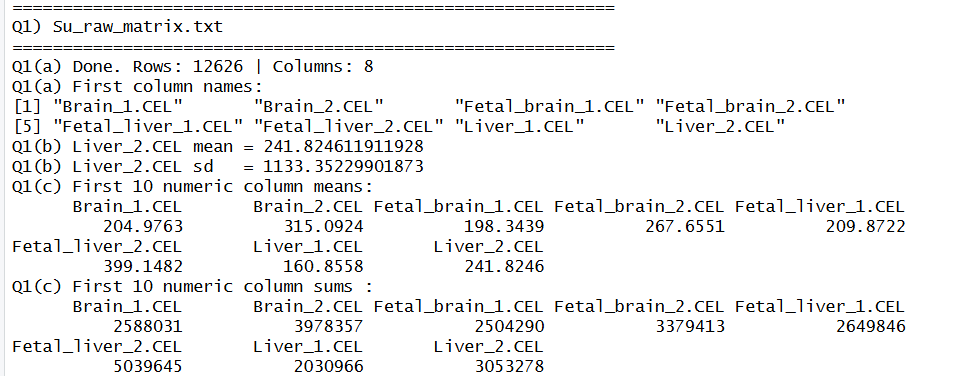 ============================================================
Q1) Su_raw_matrix.txt
============================================================
Q1(a) Done. Rows: 12626 | Columns: 8
Q1(a) First column names:
[1] "Brain_1.CEL"       "Brain_2.CEL"       "Fetal_brain_1.CEL" "Fetal_brain_2.CEL"
[5] "Fetal_liver_1.CEL" "Fetal_liver_2.CEL" "Liver_1.CEL"       "Liver_2.CEL"
Q1(b) Liver_2.CEL mean = 241.824611911928
Q1(b) Liver_2.CEL sd   = 1133.35229901873
Q1(c) First 10 numeric column means:
      Brain_1.CEL       Brain_2.CEL Fetal_brain_1.CEL Fetal_brain_2.CEL Fetal_liver_1.CEL
         204.9763          315.0924          198.3439          267.6551          209.8722
Fetal_liver_2.CEL       Liver_1.CEL       Liver_2.CEL
         399.1482          160.8558          241.8246
Q1(c) First 10 numeric column sums :
      Brain_1.CEL       Brain_2.CEL Fetal_brain_1.CEL Fetal_brain_2.CEL Fetal_liver_1.CEL
          2588031           3978357           2504290           3379413           2649846
Fetal_liver_2.CEL       Liver_1.CEL       Liver_2.CEL
          5039645           2030966           3053278